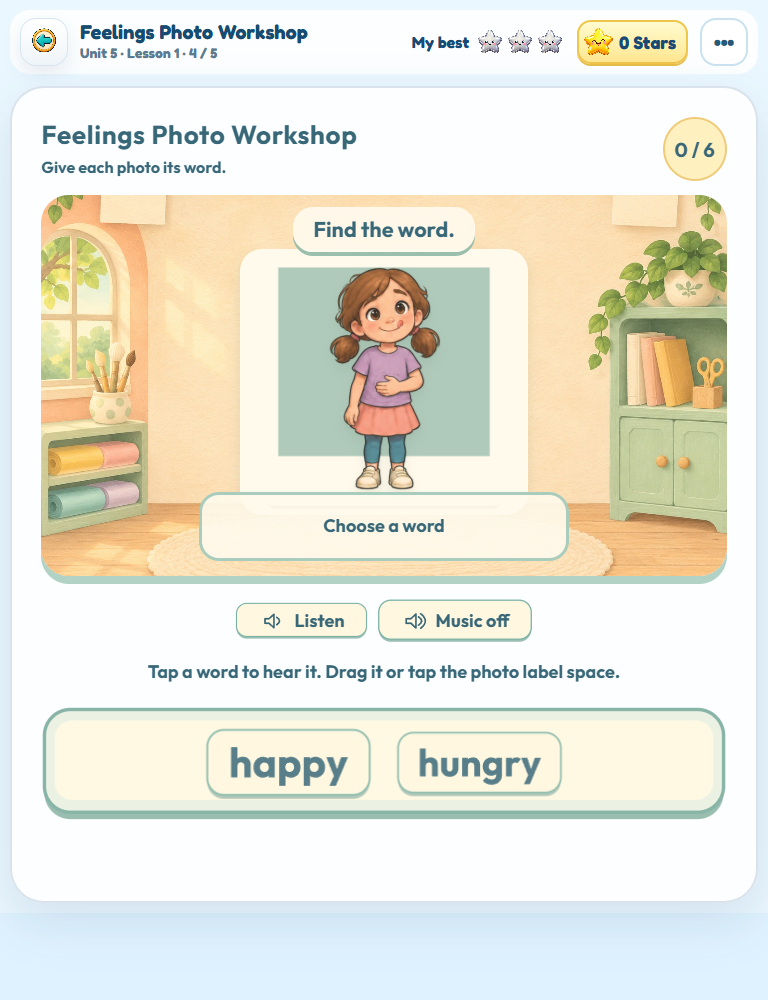 Feelings Photo Workshop
Unit 5 · Lesson 1 · 4 / 5
My best
0 Stars
•••
Feelings Photo Workshop
Give each photo its word.
0 / 6
Find the word.
Choose a word
Listen
Music off
Tap a word to hear it. Drag it or tap the photo label space.
happy
hungry